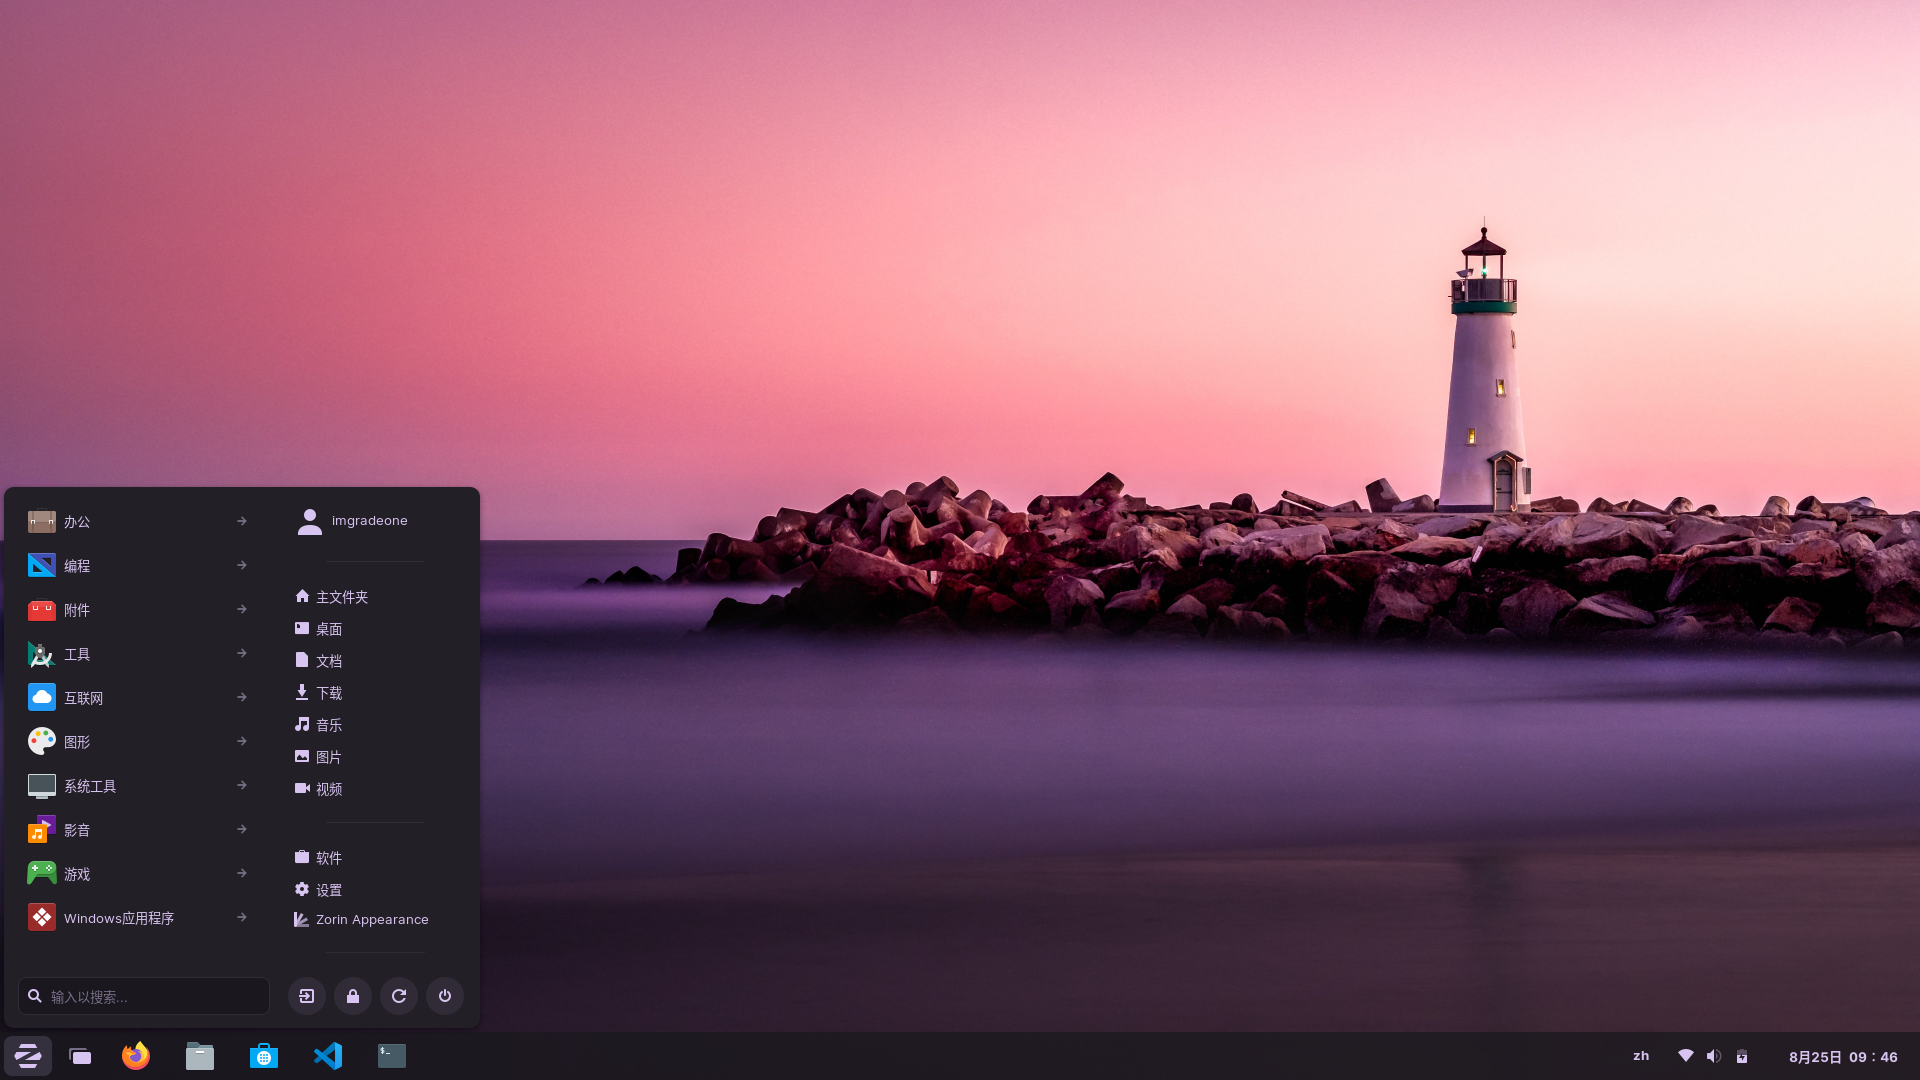 办公
编程
附件
工具
互联网
图形
系统工具
影音
游戏
Windows应用程序
输入以搜索...
imgradeone
主文件夹
桌面
文档
下载
音乐
图片
视频
软件
设置
Zorin Appearance
$_
zh
8月25日 09：46